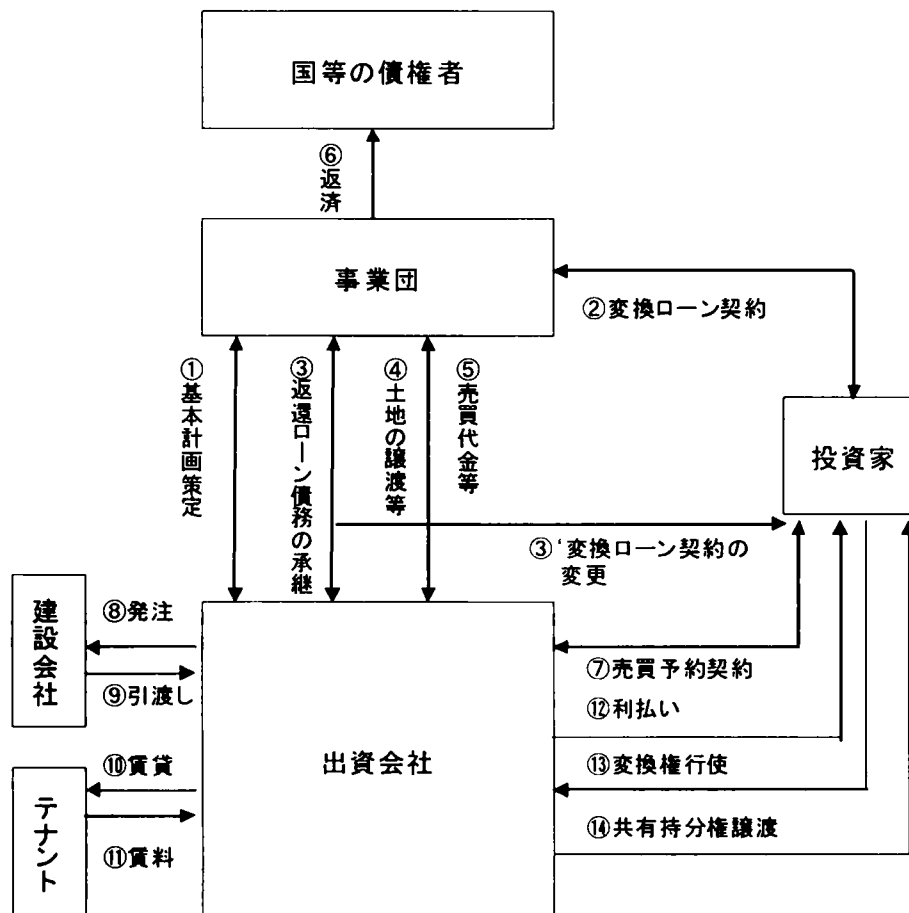 国等の債権者
⑥返済
事業団
②変換ローン契約
①基本計画策定
③返還ローン債務の承継
④土地の譲渡等
⑤売買代金等
投資家
③'変換ローン契約の
変更
建設会社
⑧発注
⑨引渡し
⑦売買予約契約
⑫利払い
出資会社
⑩賃貸
⑬変換権行使
テナント
⑪賃料
⑭共有持分権譲渡